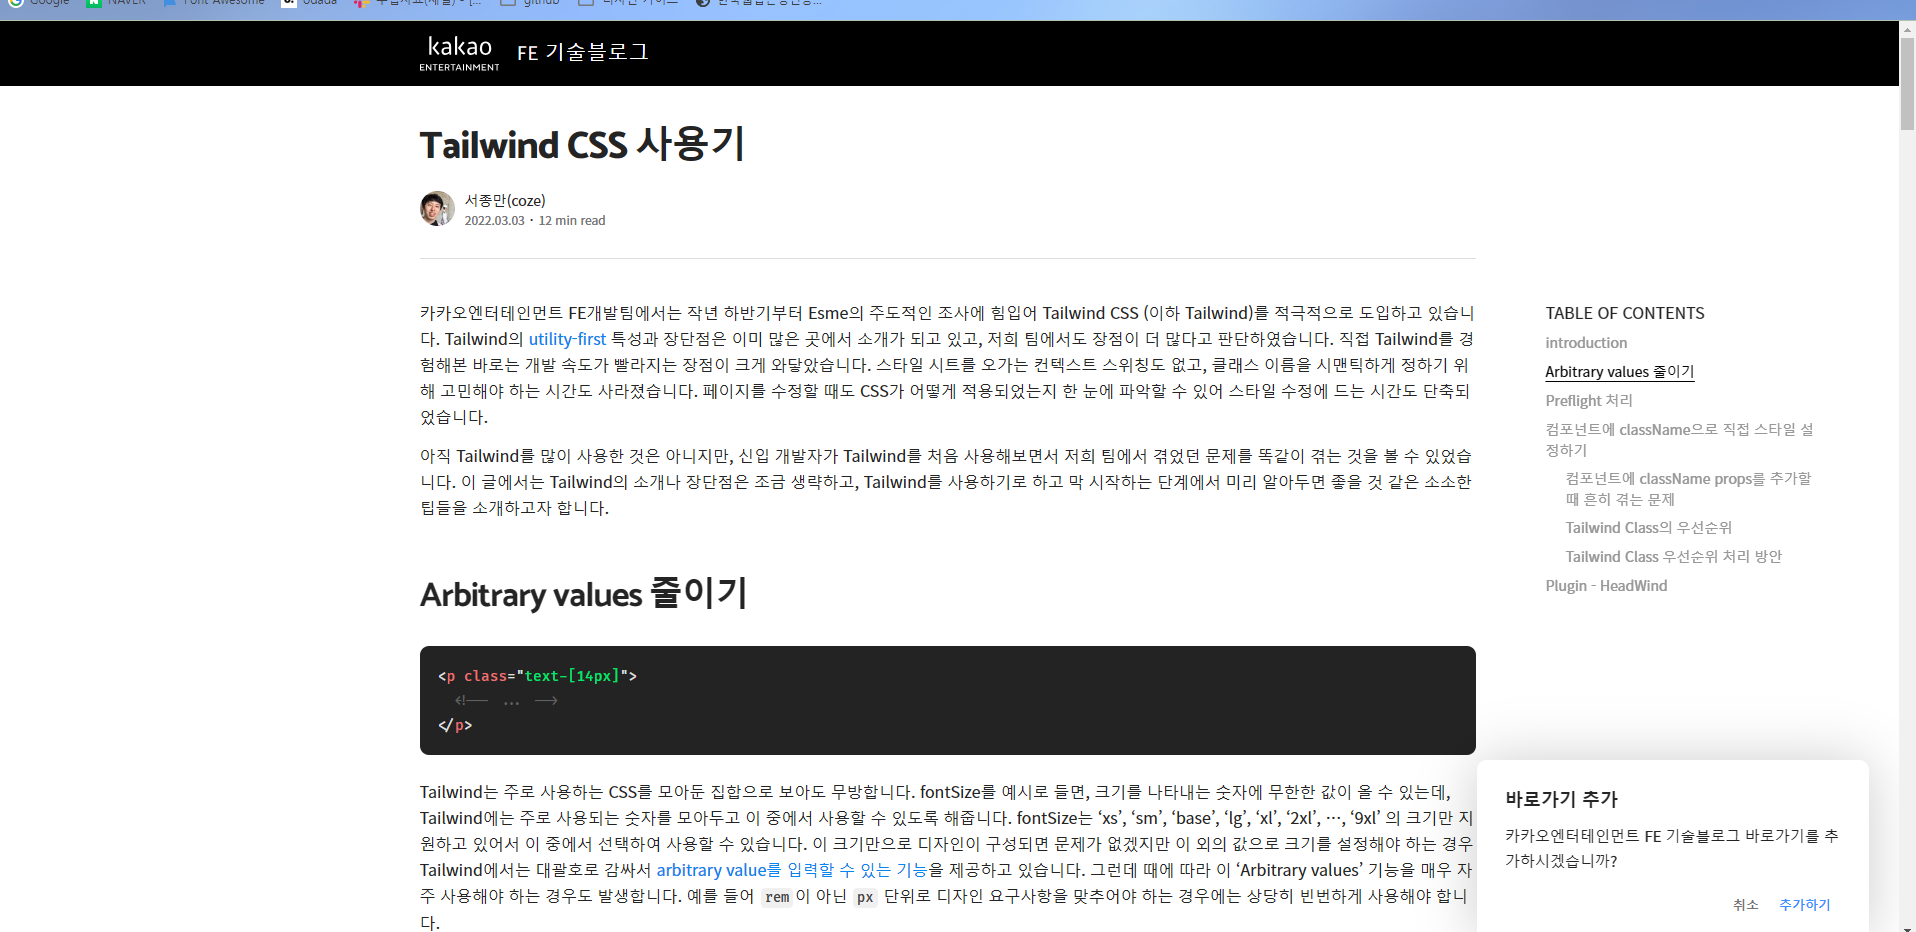 Google NAVER Font Awesome udada github
kakao
ENTERTAINMENT
FE 기술블로그
Tailwind CSS 사용기
서종만(coze)
2022.03.03 · 12 min read
카카오엔터테인먼트 FE개발팀에서는 작년 하반기부터 Esme의 주도적인 조사에 힘입어 Tailwind CSS (이하 Tailwind)를 적극적으로 도입하고 있습니
다. Tailwind의 utility-first 특성과 장단점은 이미 많은 곳에서 소개가 되고 있고, 저희 팀에서도 장점이 더 많다고 판단하였습니다. 직접 Tailwind를 경
험해본 바로는 개발 속도가 빨라지는 장점이 크게 와닿았습니다. 스타일 시트를 오가는 컨텍스트 스위칭도 없고, 클래스 이름을 시맨틱하게 정하기 위
해 고민해야 하는 시간도 사라졌습니다. 페이지를 수정할 때도 CSS가 어떻게 적용되었는지 한 눈에 파악할 수 있어 스타일 수정에 드는 시간도 단축되
었습니다.
아직 Tailwind를 많이 사용한 것은 아니지만, 신입 개발자가 Tailwind를 처음 사용해보면서 저희 팀에서 겪었던 문제를 똑같이 겪는 것을 볼 수 있었습
니다. 이 글에서는 Tailwind의 소개나 장단점은 조금 생략하고, Tailwind를 사용하기로 하고 막 시작하는 단계에서 미리 알아두면 좋을 것 같은 소소한
팁들을 소개하고자 합니다.
Arbitrary values 줄이기
<p class="text-[14px]">
<!-- ... -->
</p>
Tailwind는 주로 사용하는 CSS를 모아둔 집합으로 보아도 무방합니다. fontSize를 예시로 들면, 크기를 나타내는 숫자에 무한한 값이 올 수 있는데,
Tailwind에는 주로 사용되는 숫자를 모아두고 이 중에서 사용할 수 있도록 해줍니다. fontSize는 ‘xs’, ‘sm’, ‘base’, ‘lg’, ‘xl’, ‘2xl’, …, ‘9xl’ 의 크기만 지
원하고 있어서 이 중에서 선택하여 사용할 수 있습니다. 이 크기만으로 디자인이 구성되면 문제가 없겠지만 이 외의 값으로 크기를 설정해야 하는 경우
Tailwind에서는 대괄호로 감싸서 arbitrary value를 입력할 수 있는 기능을 제공하고 있습니다. 그런데 때에 따라 이 ‘Arbitrary values’ 기능을 매우 자
주 사용해야 하는 경우도 발생합니다. 예를 들어 rem 이 아닌 px 단위로 디자인 요구사항을 맞추어야 하는 경우에는 상당히 빈번하게 사용해야 합니
다.
TABLE OF CONTENTS
introduction
Arbitrary values 줄이기
Preflight 처리
컴포넌트에 className으로 직접 스타일 설
정하기
컴포넌트에 className props를 추가할
때 흔히 겪는 문제
Tailwind Class의 우선순위
Tailwind Class 우선순위 처리 방안
Plugin - HeadWind
바로가기 추가
카카오엔터테인먼트 FE 기술블로그 바로가기를 추
가하시겠습니까?
취소 추가하기